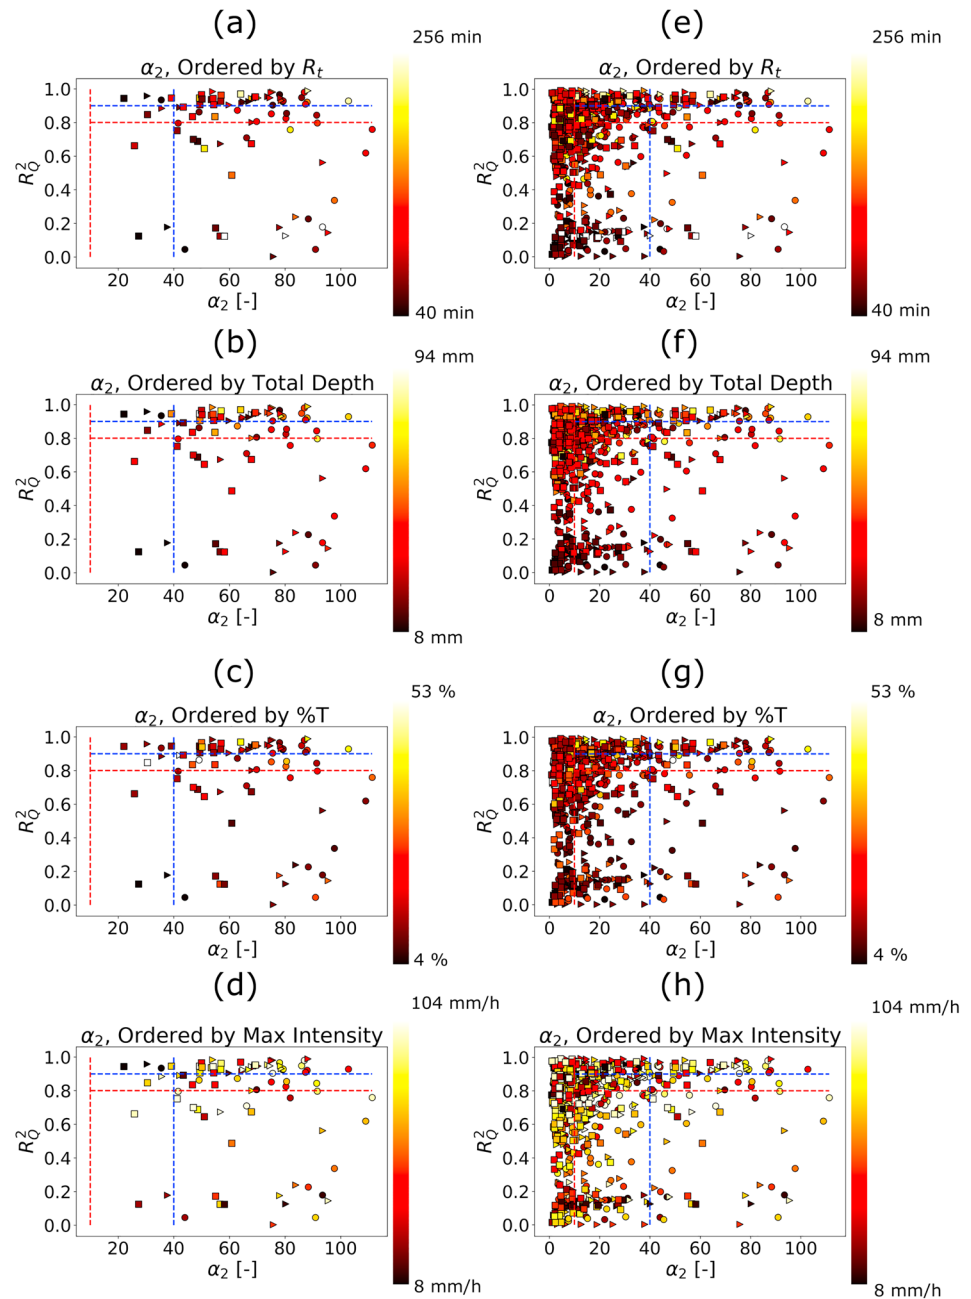 (a)
256 min
α2, Ordered by Rt
1.0
0.8
0.6
0.4
0.2
0.0
R²Q
20 40 60 80 100
α2 [-]
40 min
(e)
256 min
α2, Ordered by Rt
1.0
0.8
0.6
0.4
0.2
0.0
R²Q
0 20 40 60 80 100
α2 [-]
40 min
(b)
94 mm
α2, Ordered by Total Depth
1.0
0.8
0.6
0.4
0.2
0.0
R²Q
20 40 60 80 100
α2 [-]
8 mm
(f)
94 mm
α2, Ordered by Total Depth
1.0
0.8
0.6
0.4
0.2
0.0
R²Q
0 20 40 60 80 100
α2 [-]
8 mm
(c)
53 %
α2, Ordered by %T
1.0
0.8
0.6
0.4
0.2
0.0
R²Q
20 40 60 80 100
α2 [-]
4 %
(g)
53 %
α2, Ordered by %T
1.0
0.8
0.6
0.4
0.2
0.0
R²Q
0 20 40 60 80 100
α2 [-]
4 %
(d)
104 mm/h
α2, Ordered by Max Intensity
1.0
0.8
0.6
0.4
0.2
0.0
R²Q
20 40 60 80 100
α2 [-]
8 mm/h
(h)
104 mm/h
α2, Ordered by Max Intensity
1.0
0.8
0.6
0.4
0.2
0.0
R²Q
0 20 40 60 80 100
α2 [-]
8 mm/h